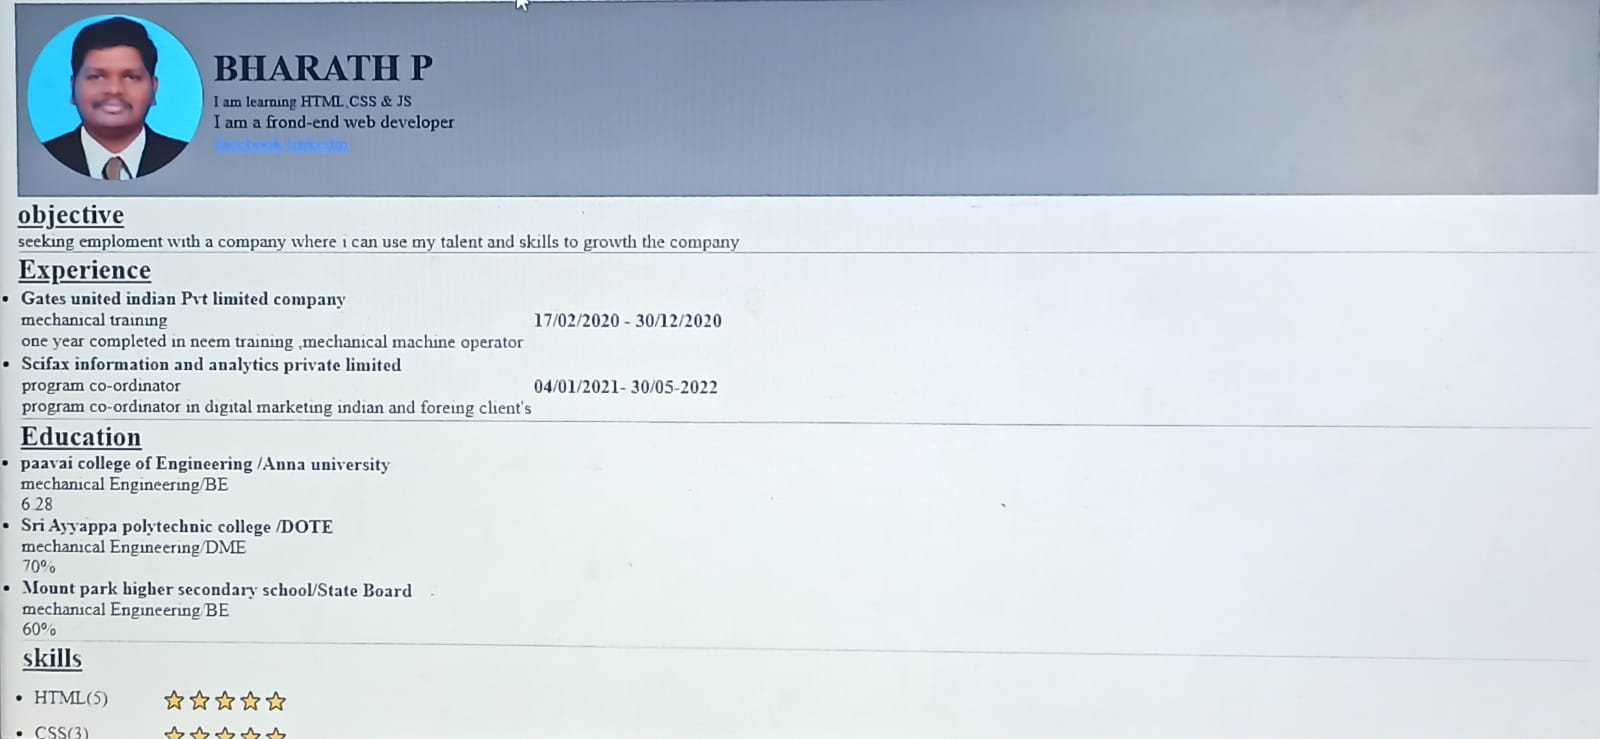 BHARATH P
I am learning HTML,CSS & JS
I am a frond-end web developer
facebook linkedin
objective
seeking emploment with a company where i can use my talent and skills to growth the company
Experience
• Gates united indian Pvt limited company
mechanical training 17/02/2020 - 30/12/2020
one year completed in neem training ,mechanical machine operator
• Scifax information and analytics private limited
program co-ordinator 04/01/2021- 30/05-2022
program co-ordinator in digital marketing indian and foreing client's
Education
• paavai college of Engineering /Anna university
mechanical Engineering/BE
6.28
• Sri Ayyappa polytechnic college /DOTE
mechanical Engineering/DME
70%
• Mount park higher secondary school/State Board
mechanical Engineering/BE
60%
skills
• HTML(5)
• CSS(3)